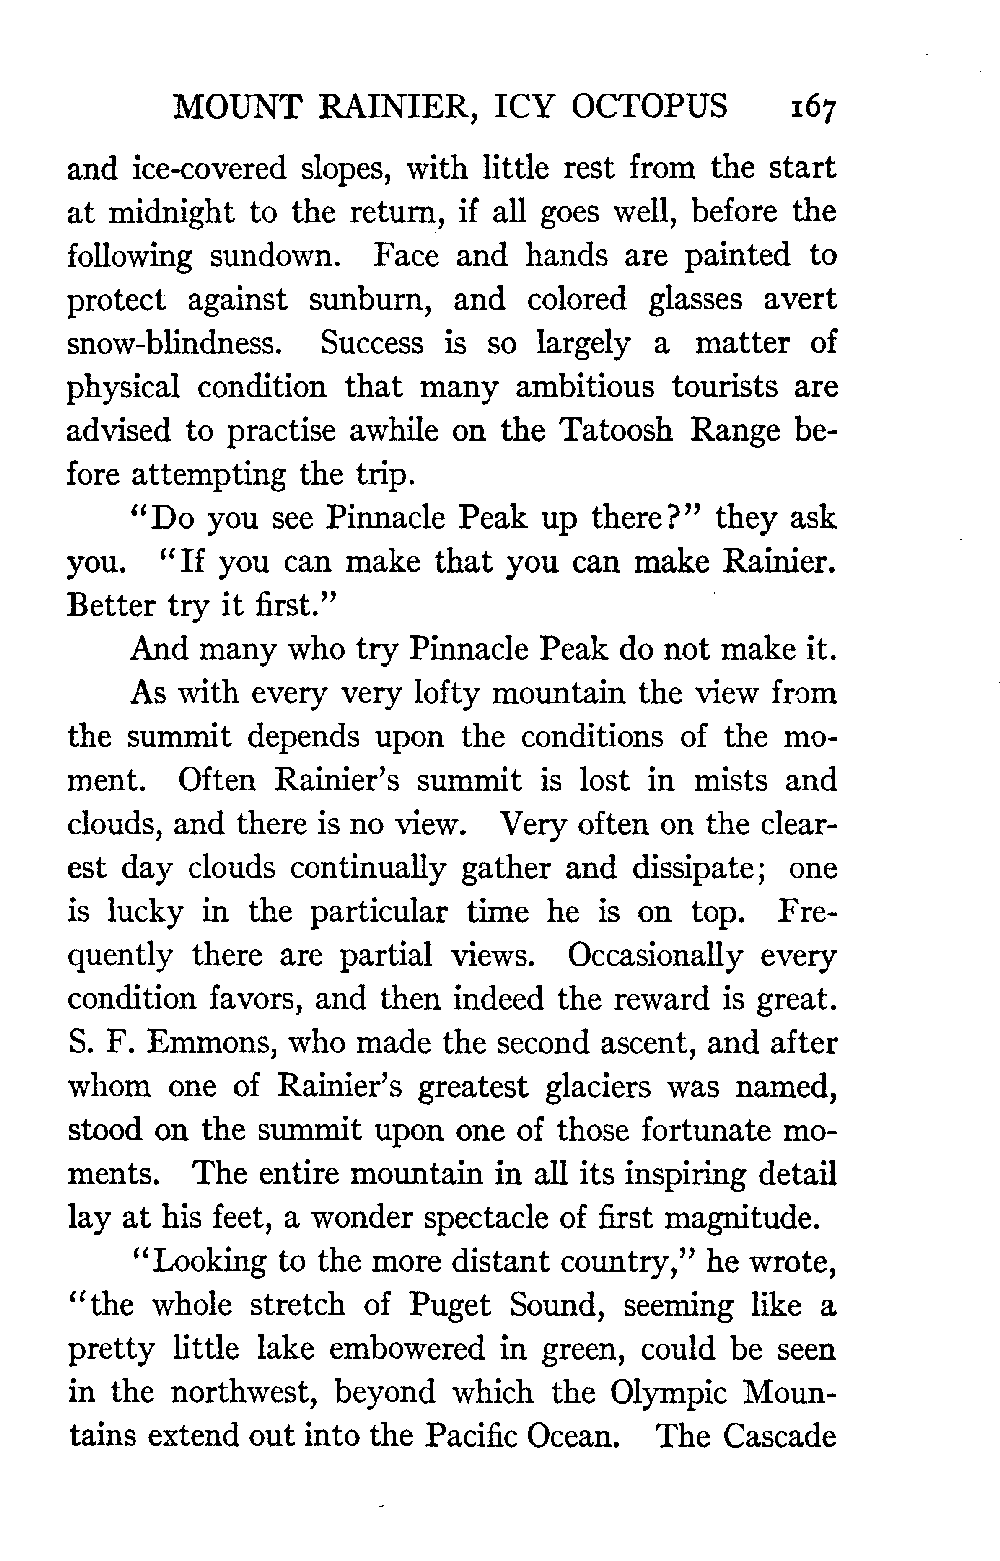 MOUNT RAINIER, ICY OCTOPUS 167
and ice-covered slopes, with little rest from the start
at midnight to the return, if all goes well, before the
following sundown. Face and hands are painted to
protect against sunburn, and colored glasses avert
snow-blindness. Success is so largely a matter of
physical condition that many ambitious tourists are
advised to practise awhile on the Tatoosh Range be-
fore attempting the trip.
"Do you see Pinnacle Peak up there?" they ask
you. "If you can make that you can make Rainier.
Better try it first."
And many who try Pinnacle Peak do not make it.
As with every very lofty mountain the view from
the summit depends upon the conditions of the mo-
ment. Often Rainier's summit is lost in mists and
clouds, and there is no view. Very often on the clear-
est day clouds continually gather and dissipate; one
is lucky in the particular time he is on top. Fre-
quently there are partial views. Occasionally every
condition favors, and then indeed the reward is great.
S. F. Emmons, who made the second ascent, and after
whom one of Rainier's greatest glaciers was named,
stood on the summit upon one of those fortunate mo-
ments. The entire mountain in all its inspiring detail
lay at his feet, a wonder spectacle of first magnitude.
"Looking to the more distant country," he wrote,
"the whole stretch of Puget Sound, seeming like a
pretty little lake embowered in green, could be seen
in the northwest, beyond which the Olympic Moun-
tains extend out into the Pacific Ocean. The Cascade